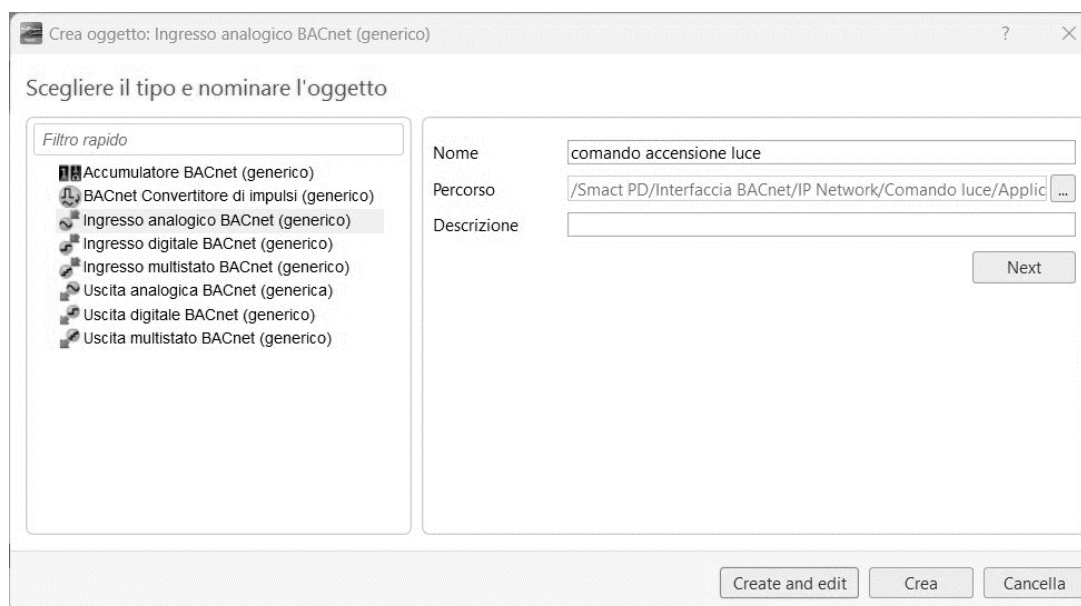 Crea oggetto: Ingresso analogico BACnet (generico)
?
Scegliere il tipo e nominare l'oggetto
Filtro rapido
Accumulatore BACnet (generico)
BACnet Convertitore di impulsi (generico)
Ingresso analogico BACnet (generico)
Ingresso digitale BACnet (generico)
Ingresso multistato BACnet (generico)
Uscita analogica BACnet (generica)
Uscita digitale BACnet (generico)
Uscita multistato BACnet (generico)
Nome comando accensione luce
Percorso /Smact PD/Interfaccia BACnet/IP Network/Comando luce/Applic ...
Descrizione
Next
Create and edit Crea Cancella